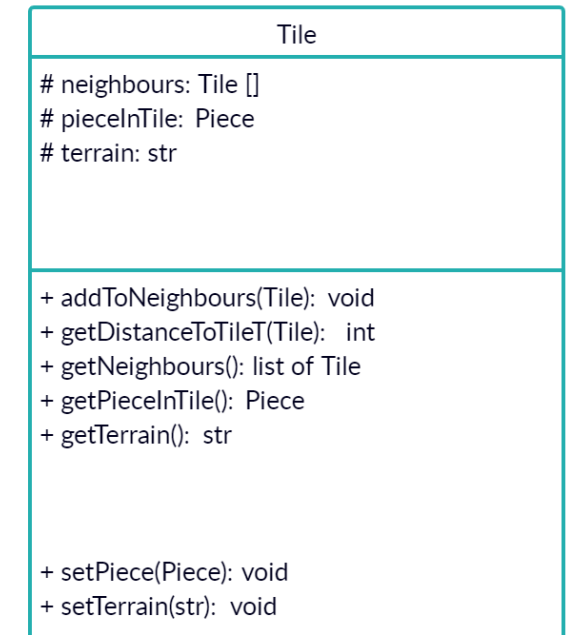 Tile
# neighbours: Tile []
# pieceInTile: Piece
# terrain: str
+ addToNeighbours(Tile): void
+ getDistanceToTileT(Tile): int
+ getNeighbours(): list of Tile
+ getPieceInTile(): Piece
+ getTerrain(): str
+ setPiece(Piece): void
+ setTerrain(str): void